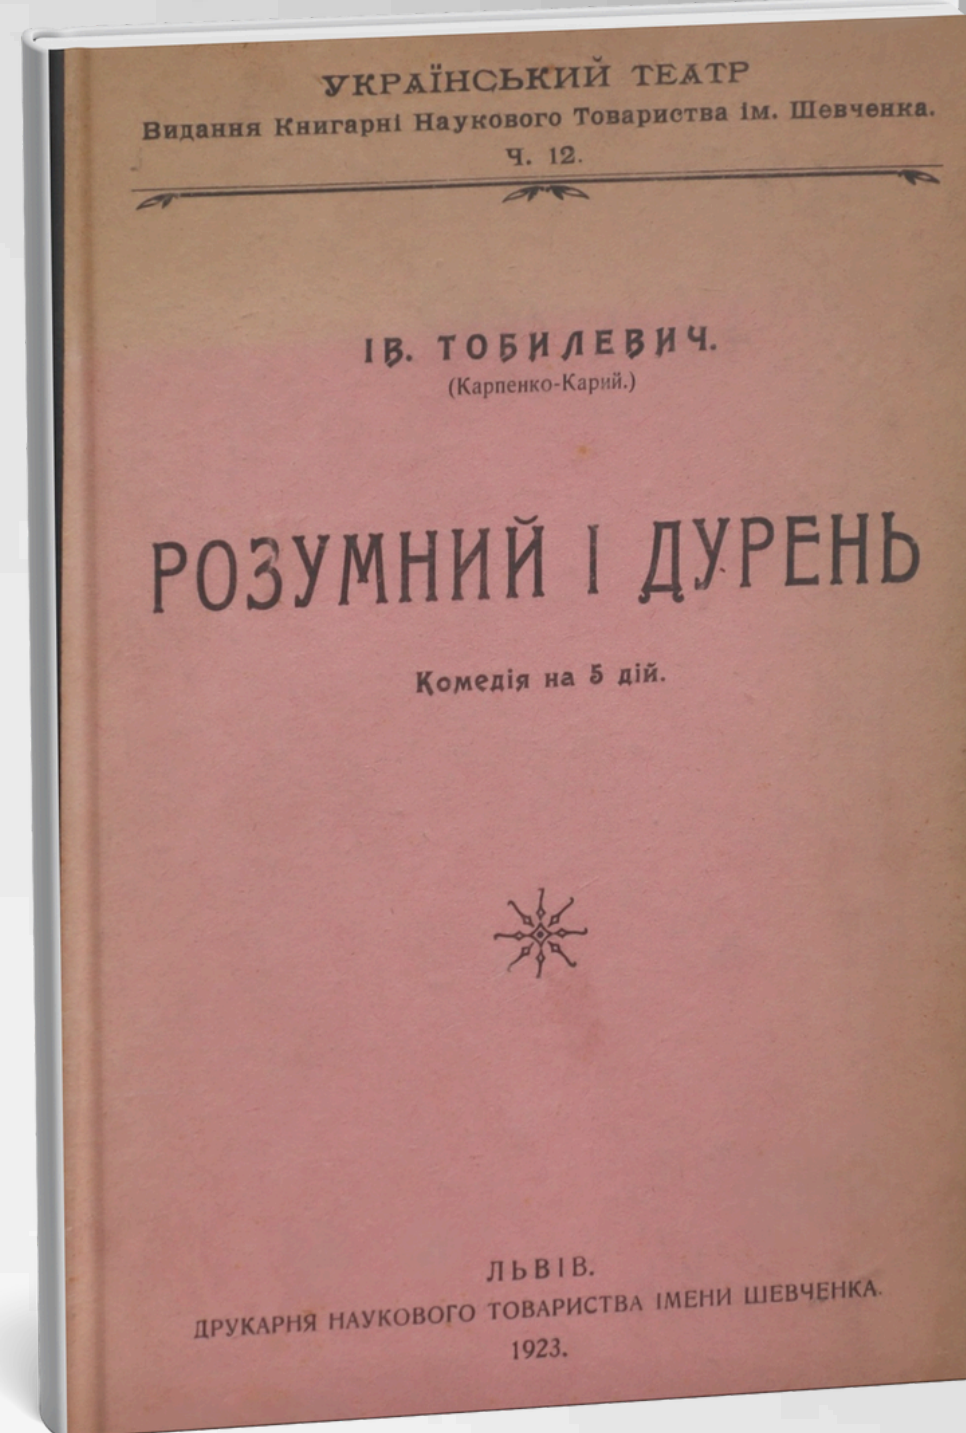 УКРАЇНСЬКИЙ ТЕАТР
Видання Книгарні Наукового Товариства ім. Шевченка.
Ч. 12.
ІВ. ТОБИЛЕВИЧ.
(Карпенко-Карий.)
РОЗУМНИЙ І ДУРЕНЬ
Комедія на 5 дій.
ЛЬВІВ.
ДРУКАРНЯ НАУКОВОГО ТОВАРИСТВА ІМЕНИ ШЕВЧЕНКА.
1923.